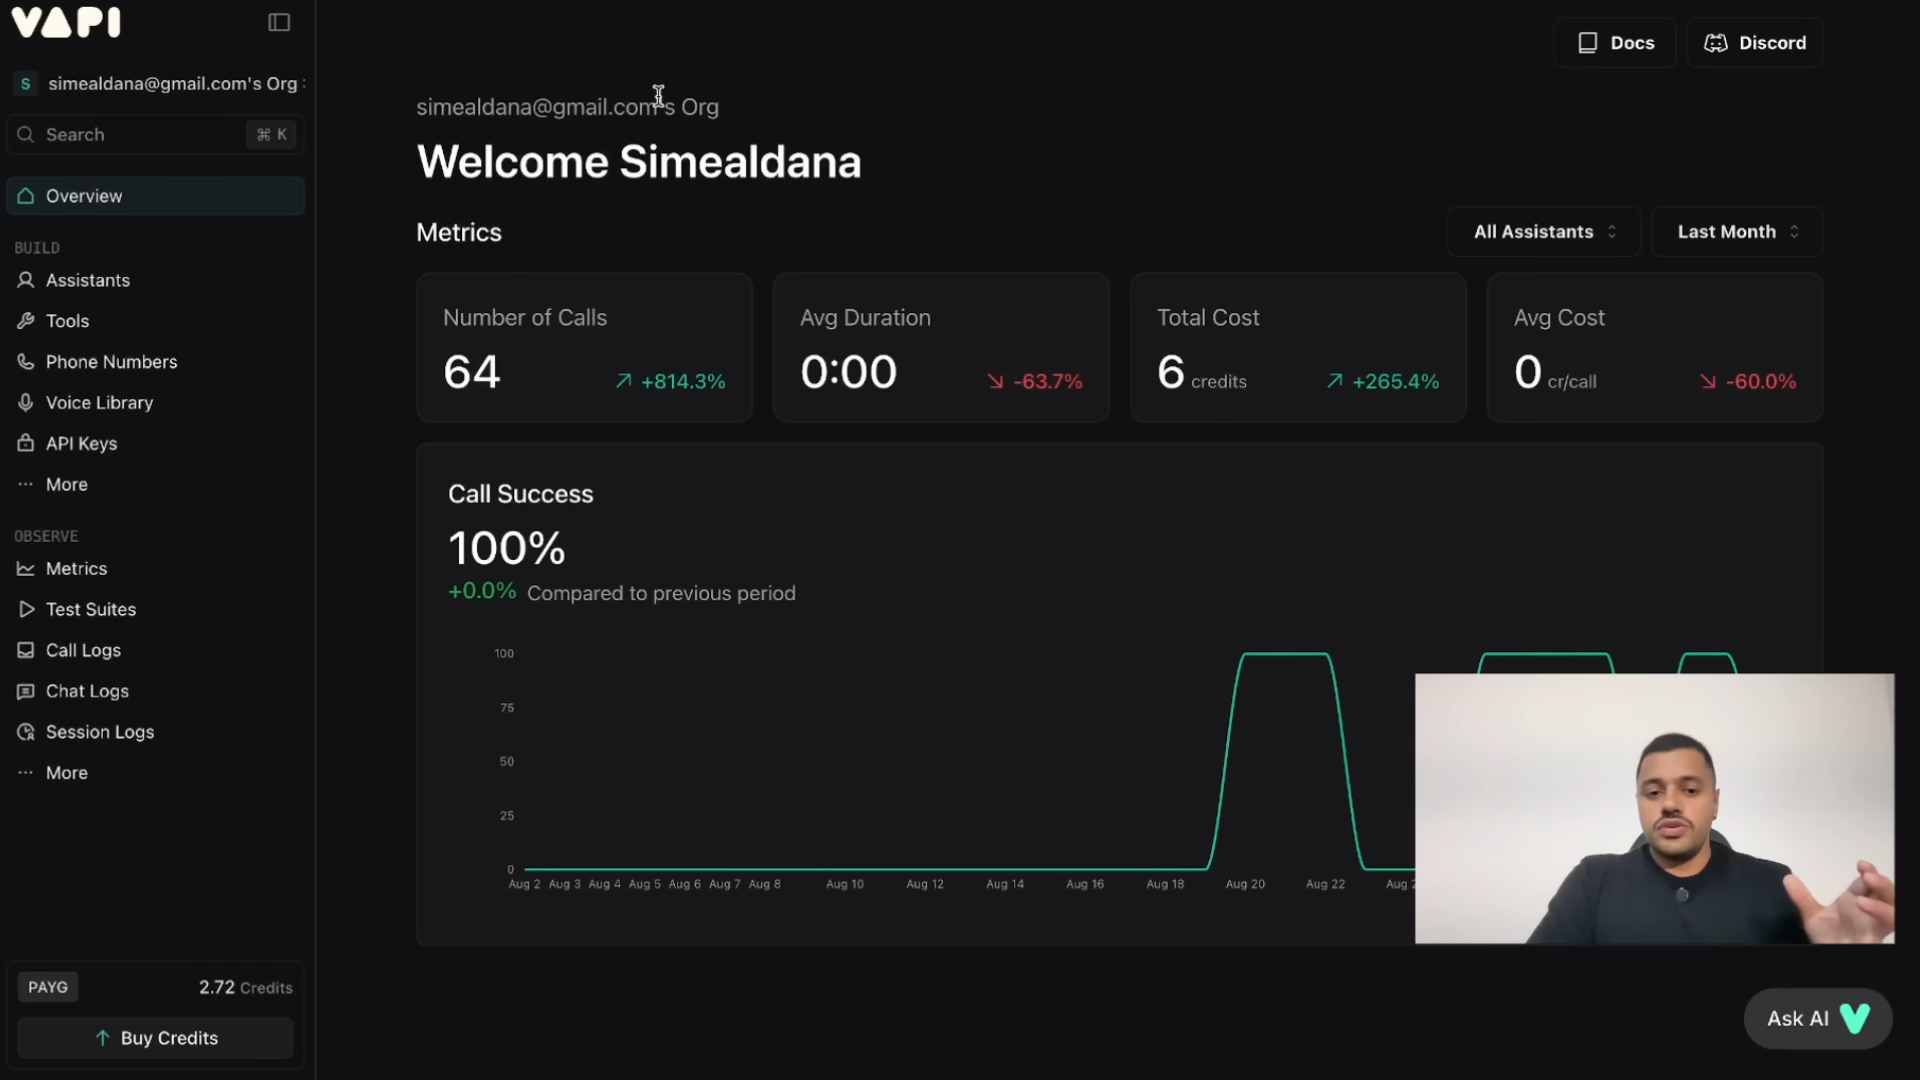 VAPI
S simealdana@gmail.com's Org
Search ⌘ K
Overview
BUILD
Assistants
Tools
Phone Numbers
Voice Library
API Keys
More
OBSERVE
Metrics
Test Suites
Call Logs
Chat Logs
Session Logs
More
PAYG 2.72 Credits
Buy Credits
Docs
Discord
simealdana@gmail.com's Org
Welcome Simealdana
Metrics
All Assistants
Last Month
Number of Calls
64 +814.3%
Avg Duration
0:00 -63.7%
Total Cost
6 credits +265.4%
Avg Cost
0 cr/call -60.0%
Call Success
100%
+0.0% Compared to previous period
100
75
50
25
0
Aug 2 Aug 3 Aug 4 Aug 5 Aug 6 Aug 7 Aug 8 Aug 10 Aug 12 Aug 14 Aug 16 Aug 18 Aug 20 Aug 22 Aug
Ask AI